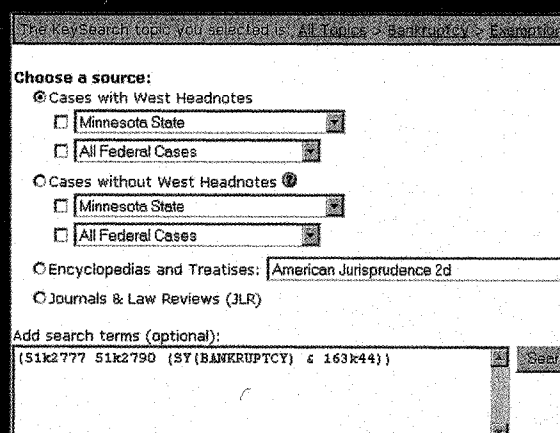 The KeySearch topic you selected is: All Topics > Bankruptcy > Exemption
Choose a source:
Cases with West Headnotes
Minnesota State
All Federal Cases
Cases without West Headnotes ?
Minnesota State
All Federal Cases
Encyclopedias and Treatises: American Jurisprudence 2d
Journals & Law Reviews (JLR)
Add search terms (optional):
(51k2777 51k2790 (SY(BANKRUPTCY) & 163k44))
Sear